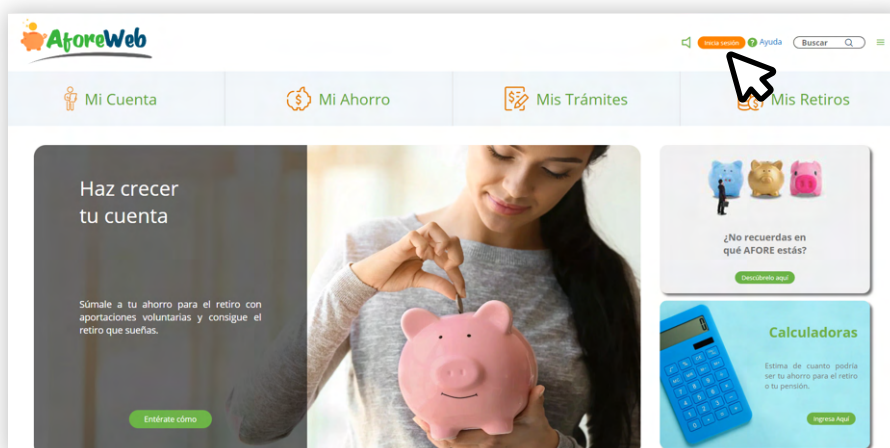 AforeWeb
Inicia sesión
Ayuda
Buscar
Mi Cuenta
Mi Ahorro
Mis Trámites
Mis Retiros
Haz crecer
tu cuenta
Súmale a tu ahorro para el retiro con
aportaciones voluntarias y consigue el
retiro que sueñas.
Entérate cómo
¿No recuerdas en
qué AFORE estás?
Descúbrelo aquí
Calculadoras
Estima de cuanto podría
ser tu ahorro para el retiro
o tu pensión.
Ingresa Aquí